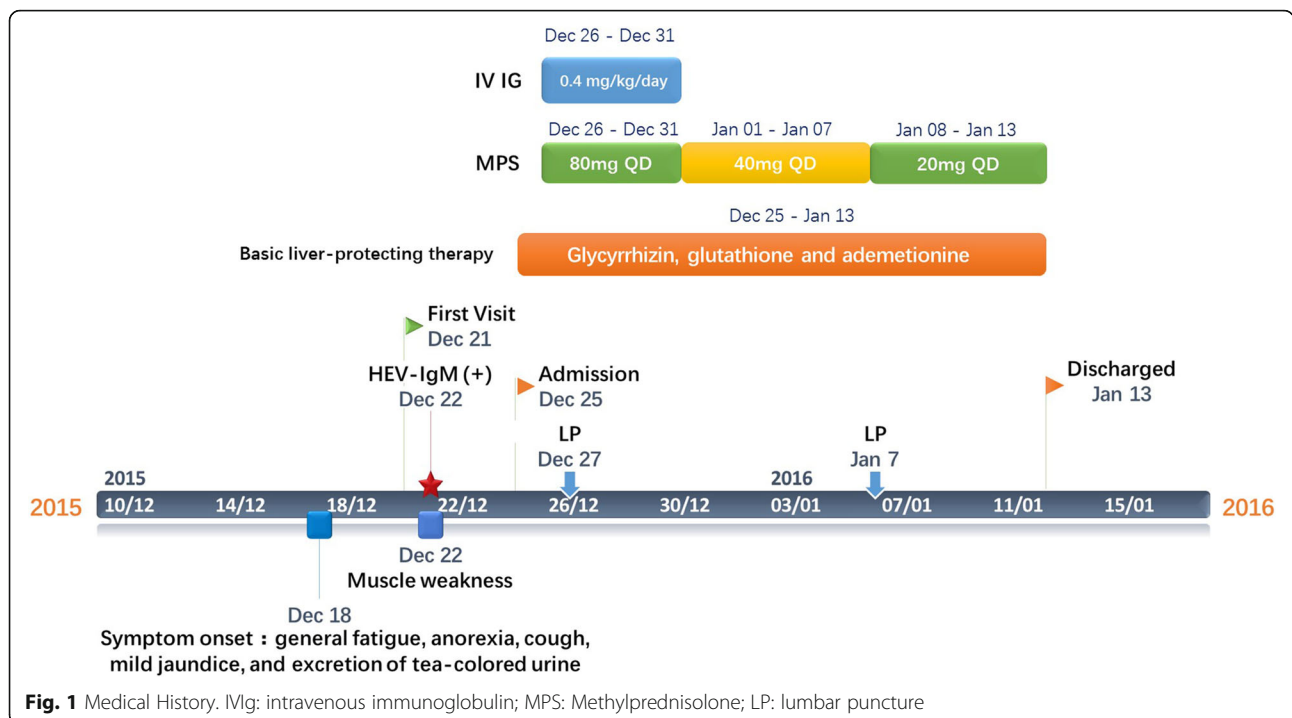 Dec 26 - Dec 31
IV IG
0.4 mg/kg/day
Dec 26 - Dec 31
Jan 01 - Jan 07
Jan 08 - Jan 13
MPS
80mg QD
40mg QD
20mg QD
Dec 25 - Jan 13
Basic liver-protecting therapy
Glycyrrhizin, glutathione and ademetionine
First Visit
Dec 21
HEV-IgM (+)
Dec 22
Admission
Dec 25
Discharged
Jan 13
LP
Dec 27
LP
Jan 7
2015
2016
2015
10/12 14/12 18/12 22/12 26/12 30/12 03/01 07/01 11/01 15/01
2016
Dec 22
Muscle weakness
Dec 18
Symptom onset : general fatigue, anorexia, cough,
mild jaundice, and excretion of tea-colored urine
Fig. 1 Medical History. IVIg: intravenous immunoglobulin; MPS: Methylprednisolone; LP: lumbar puncture